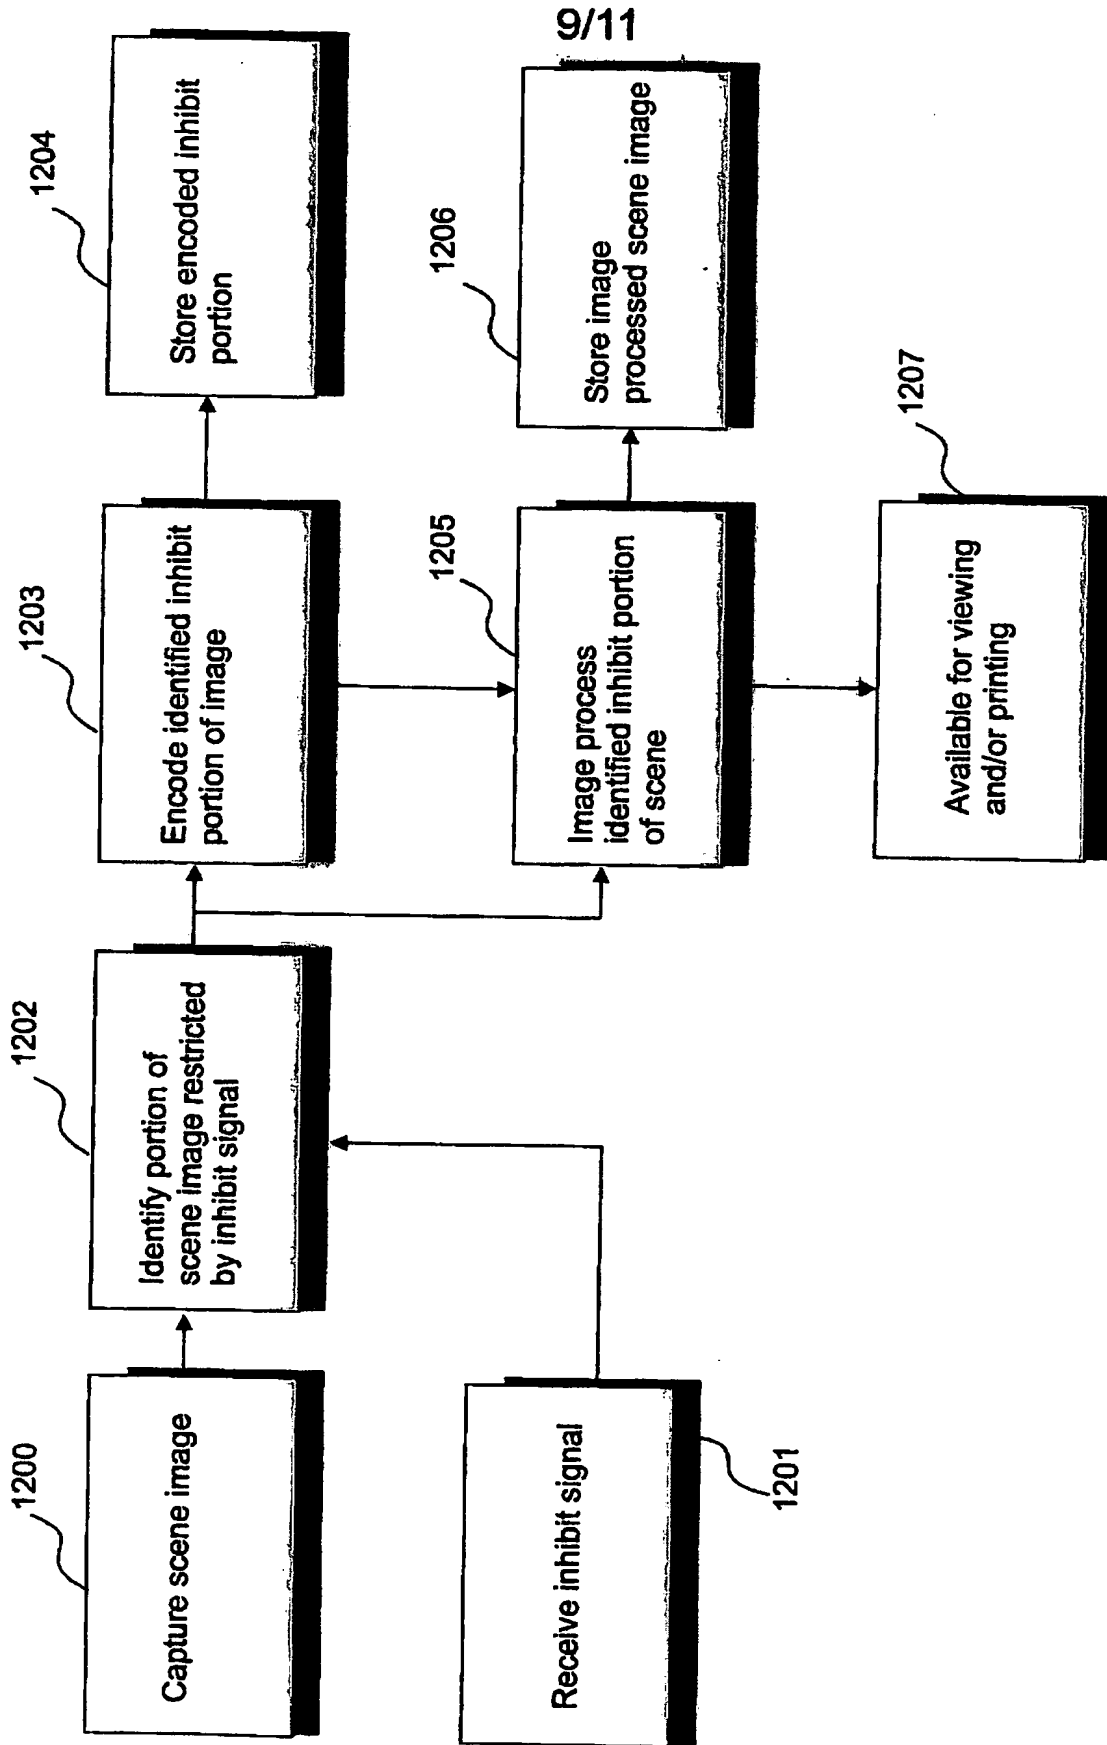 9/11
1200
Capture scene image
1201
Receive inhibit signal
1202
Identify portion of
scene image restricted
by inhibit signal
1203
Encode identified inhibit
portion of image
1204
Store encoded inhibit
portion
1205
Image process
identified inhibit portion
of scene
1206
Store image
processed scene image
1207
Available for viewing
and/or printing